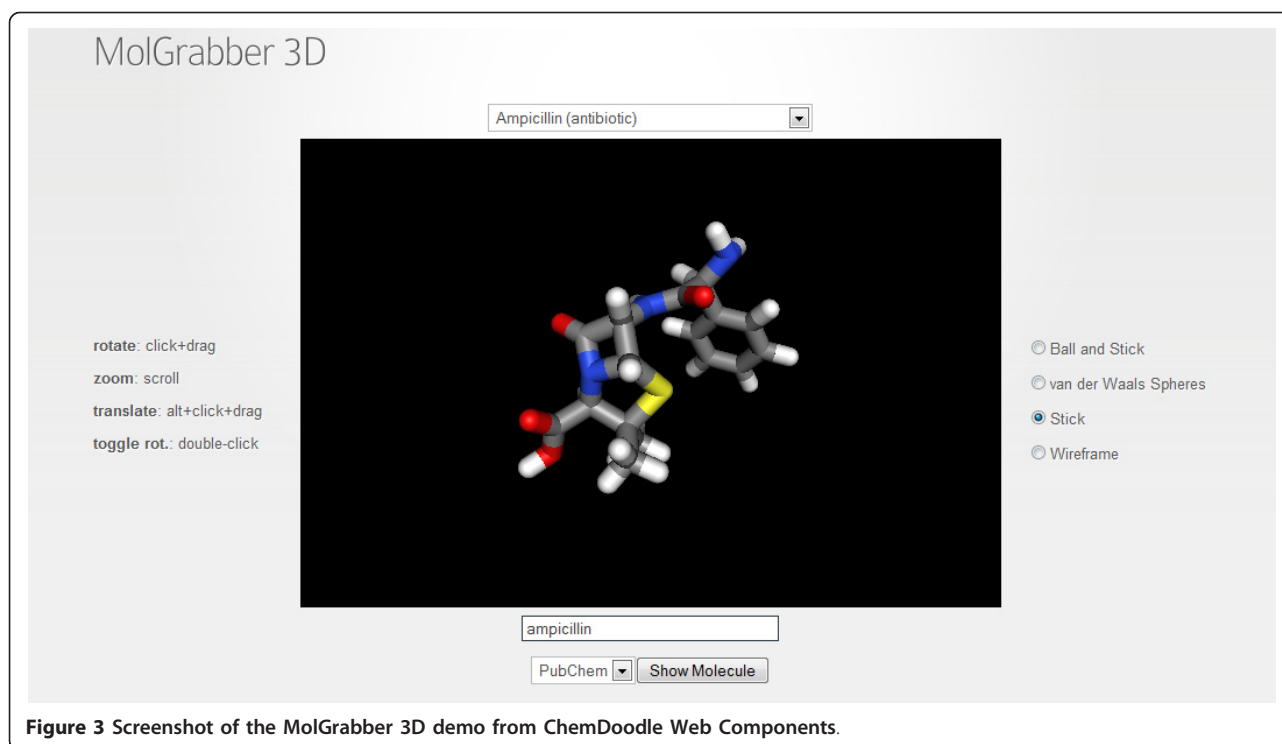 MolGrabber 3D
Ampicillin (antibiotic)
rotate: click+drag
zoom: scroll
translate: alt+click+drag
toggle rot.: double-click
Ball and Stick
van der Waals Spheres
Stick
Wireframe
ampicillin
PubChem Show Molecule
Figure 3 Screenshot of the MolGrabber 3D demo from ChemDoodle Web Components.